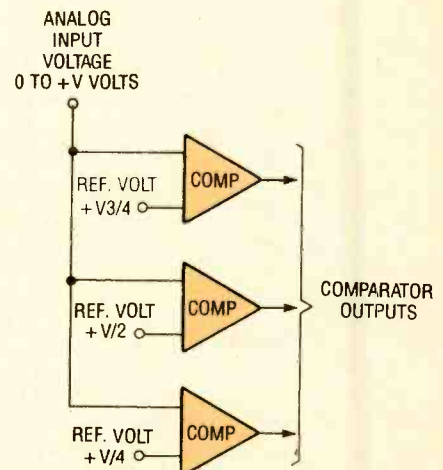 ANALOG
INPUT
VOLTAGE
0 TO +V VOLTS
COMP
REF. VOLT
+V3/4
COMP
REF. VOLT
+V/2
COMPARATOR
OUTPUTS
COMP
REF. VOLT
+V/4